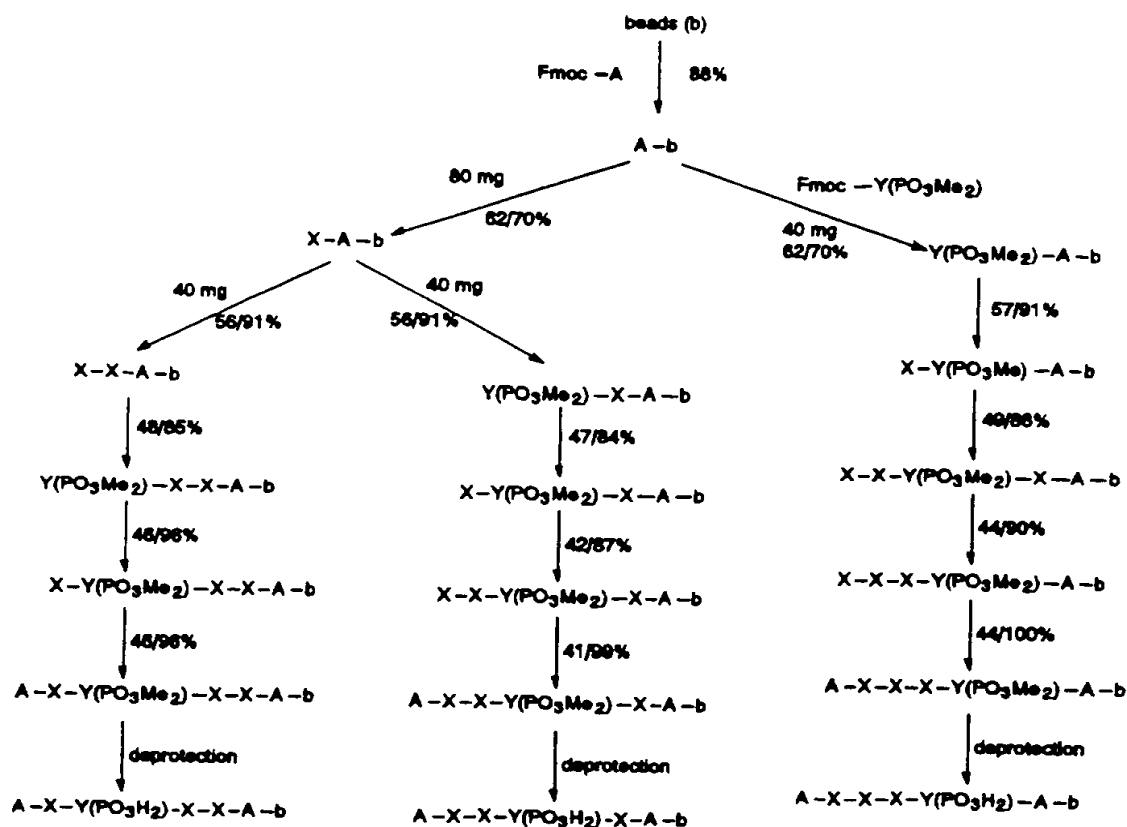 beads (b)
Fmoc –A 88%
A –b
80 mg
62/70%
Fmoc –Y(PO3Me2)
40 mg
62/70%
X–A–b
Y(PO3Me2)–A–b
40 mg
56/91%
40 mg
56/91%
57/91%
X–X–A–b
Y(PO3Me2)–X–A–b
X–Y(PO3Me)–A–b
48/85%
47/84%
49/86%
Y(PO3Me2)–X–X–A–b
X–Y(PO3Me2)–X–A–b
X–X–Y(PO3Me2)–X–A–b
46/96%
42/87%
44/90%
X–Y(PO3Me2)–X–X–A–b
X–X–Y(PO3Me2)–X–A–b
X–X–X–Y(PO3Me2)–A–b
46/96%
41/99%
44/100%
A–X–Y(PO3Me2)–X–X–A–b
A–X–X–Y(PO3Me2)–X–A–b
A–X–X–X–Y(PO3Me2)–A–b
deprotection
deprotection
deprotection
A–X–Y(PO3H2)-X–X–A–b
A–X–X–Y(PO3H2)-X–A–b
A–X–X–X–Y(PO3H2)–A–b